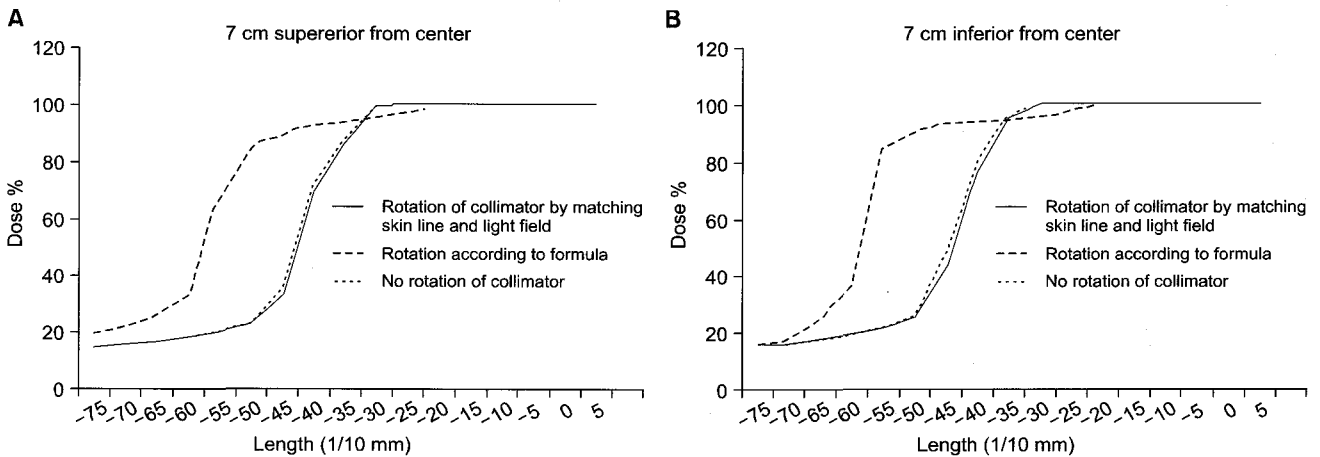 A
7 cm supererior from center
120
100
80
60
40
20
0
Dose %
Rotation of collimator by matching
skin line and light field
Rotation according to formula
No rotation of collimator
–75 –70 –65 –60 –55 –50 –45 –40 –35 –30 –25 –20 –15 –10 –5 0 5
Length (1/10 mm)
B
7 cm inferior from center
120
100
80
60
40
20
0
Dose %
Rotation of collimator by matching
skin line and light field
Rotation according to formula
No rotation of collimator
–75 –70 –65 –60 –55 –50 –45 –40 –35 –30 –25 –20 –15 –10 –5 0 5
Length (1/10 mm)